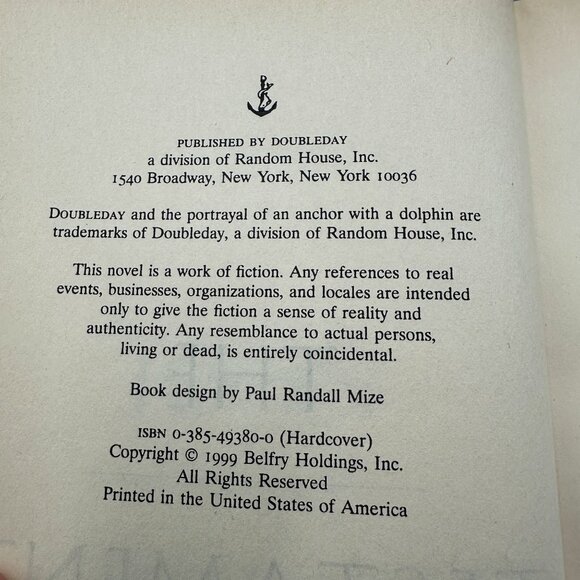 PUBLISHED BY DOUBLEDAY
a division of Random House, Inc.
1540 Broadway, New York, New York 10036
DOUBLEDAY and the portrayal of an anchor with a dolphin are
trademarks of Doubleday, a division of Random House, Inc.
This novel is a work of fiction. Any references to real
events, businesses, organizations, and locales are intended
only to give the fiction a sense of reality and
authenticity. Any resemblance to actual persons,
living or dead, is entirely coincidental.
Book design by Paul Randall Mize
ISBN 0-385-49380-0 (Hardcover)
Copyright © 1999 Belfry Holdings, Inc.
All Rights Reserved
Printed in the United States of America